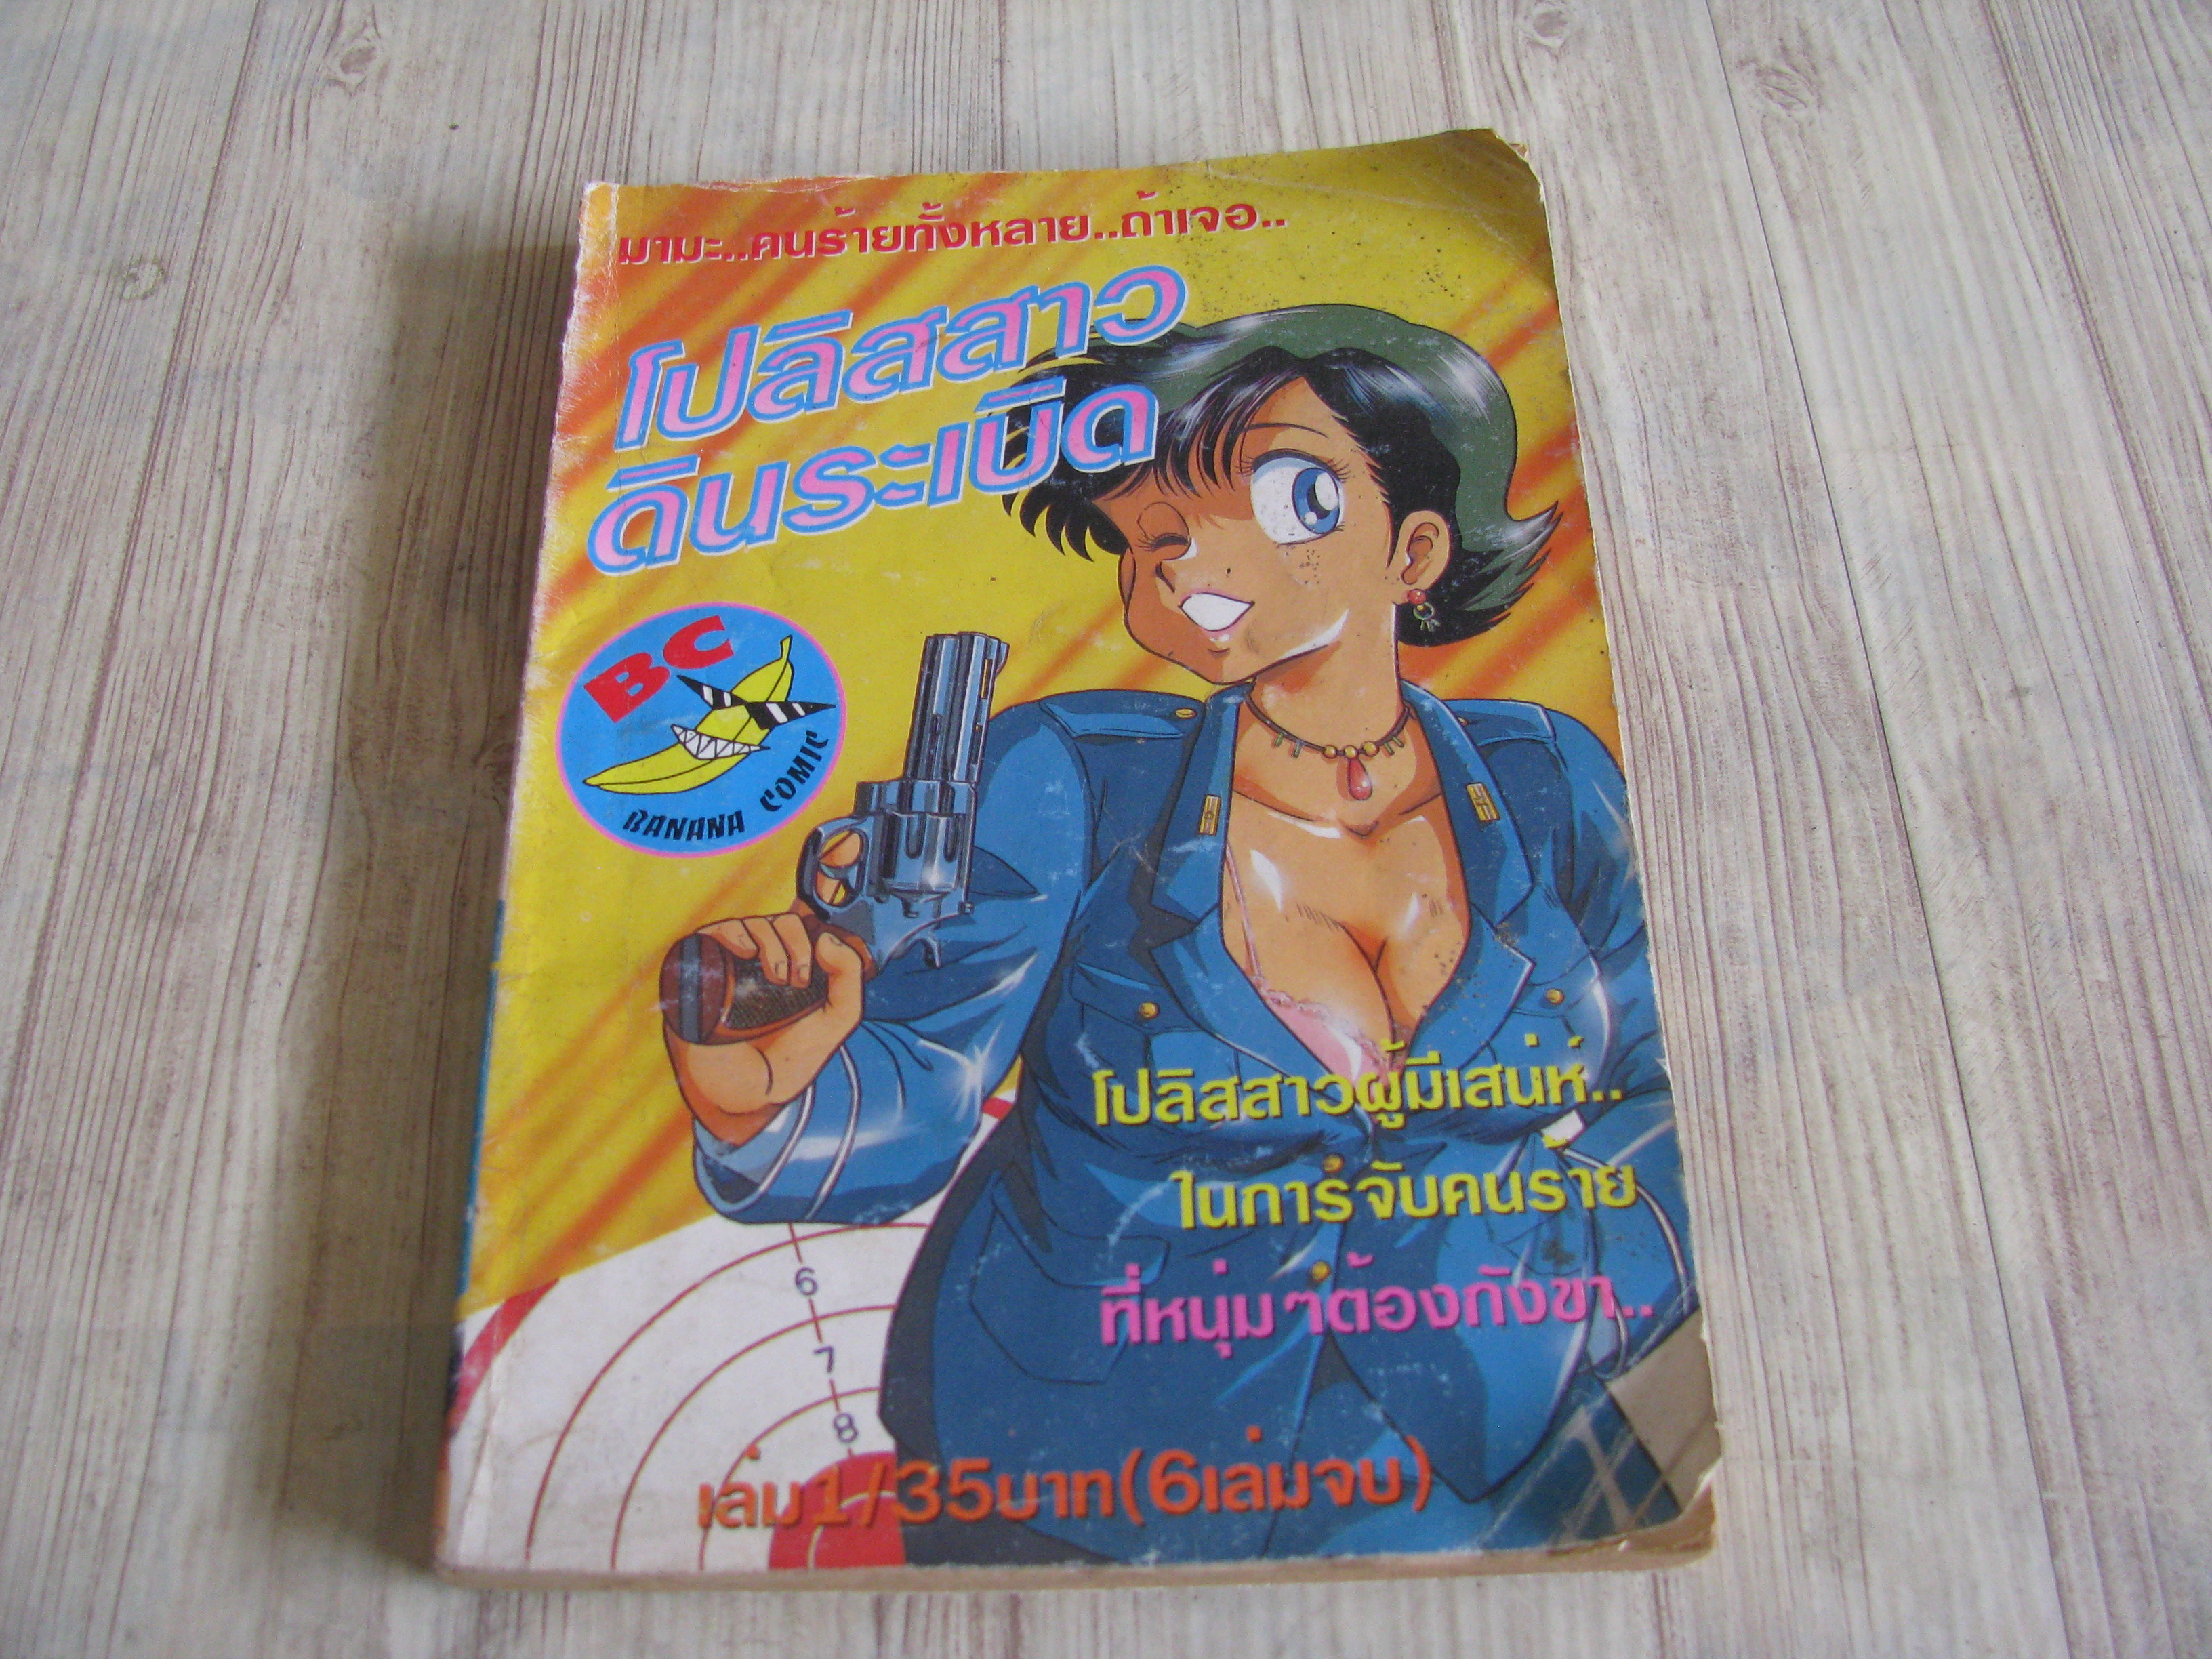 มามะ..คนร้ายทั้งหลาย..ถ้าเจอ..
โปลิสสาว
ดินระเบิด
BC
BANANA COMIC
โปลิสสาวผู้มีเสน่ห์..
ในการจับคนร้าย
ที่หนุ่มๆต้องกังขา..
6
7
8
เล่ม1/35บาท(6เล่มจบ)